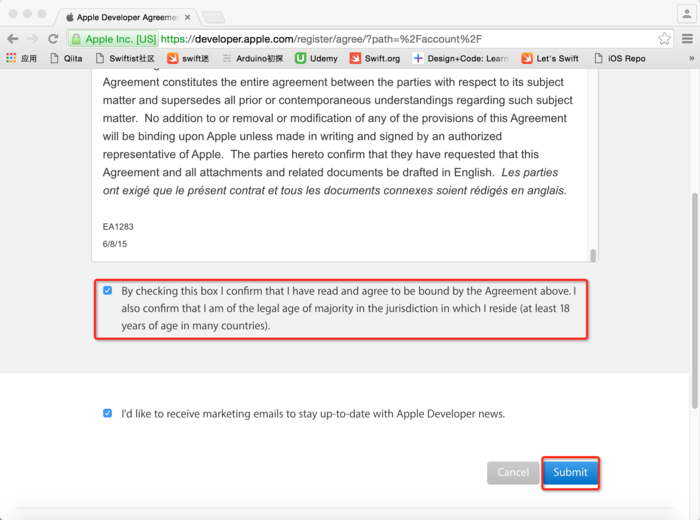 Apple Developer Agreemen
Apple Inc. [US] https://developer.apple.com/register/agree/?path=%2Faccount%2F
应用 Qiita Swiftist社区 swift迷 Arduino初探 Udemy Swift.org Design+Code: Learn Let's Swift iOS Repo »
Agreement constitutes the entire agreement between the parties with respect to its subject
matter and supersedes all prior or contemporaneous understandings regarding such subject
matter. No addition to or removal or modification of any of the provisions of this Agreement
will be binding upon Apple unless made in writing and signed by an authorized
representative of Apple. The parties hereto confirm that they have requested that this
Agreement and all attachments and related documents be drafted in English. Les parties
ont exigé que le présent contrat et tous les documents connexes soient rédigés en anglais.
EA1283
6/8/15
By checking this box I confirm that I have read and agree to be bound by the Agreement above. I
also confirm that I am of the legal age of majority in the jurisdiction in which I reside (at least 18
years of age in many countries).
I'd like to receive marketing emails to stay up-to-date with Apple Developer news.
Cancel Submit